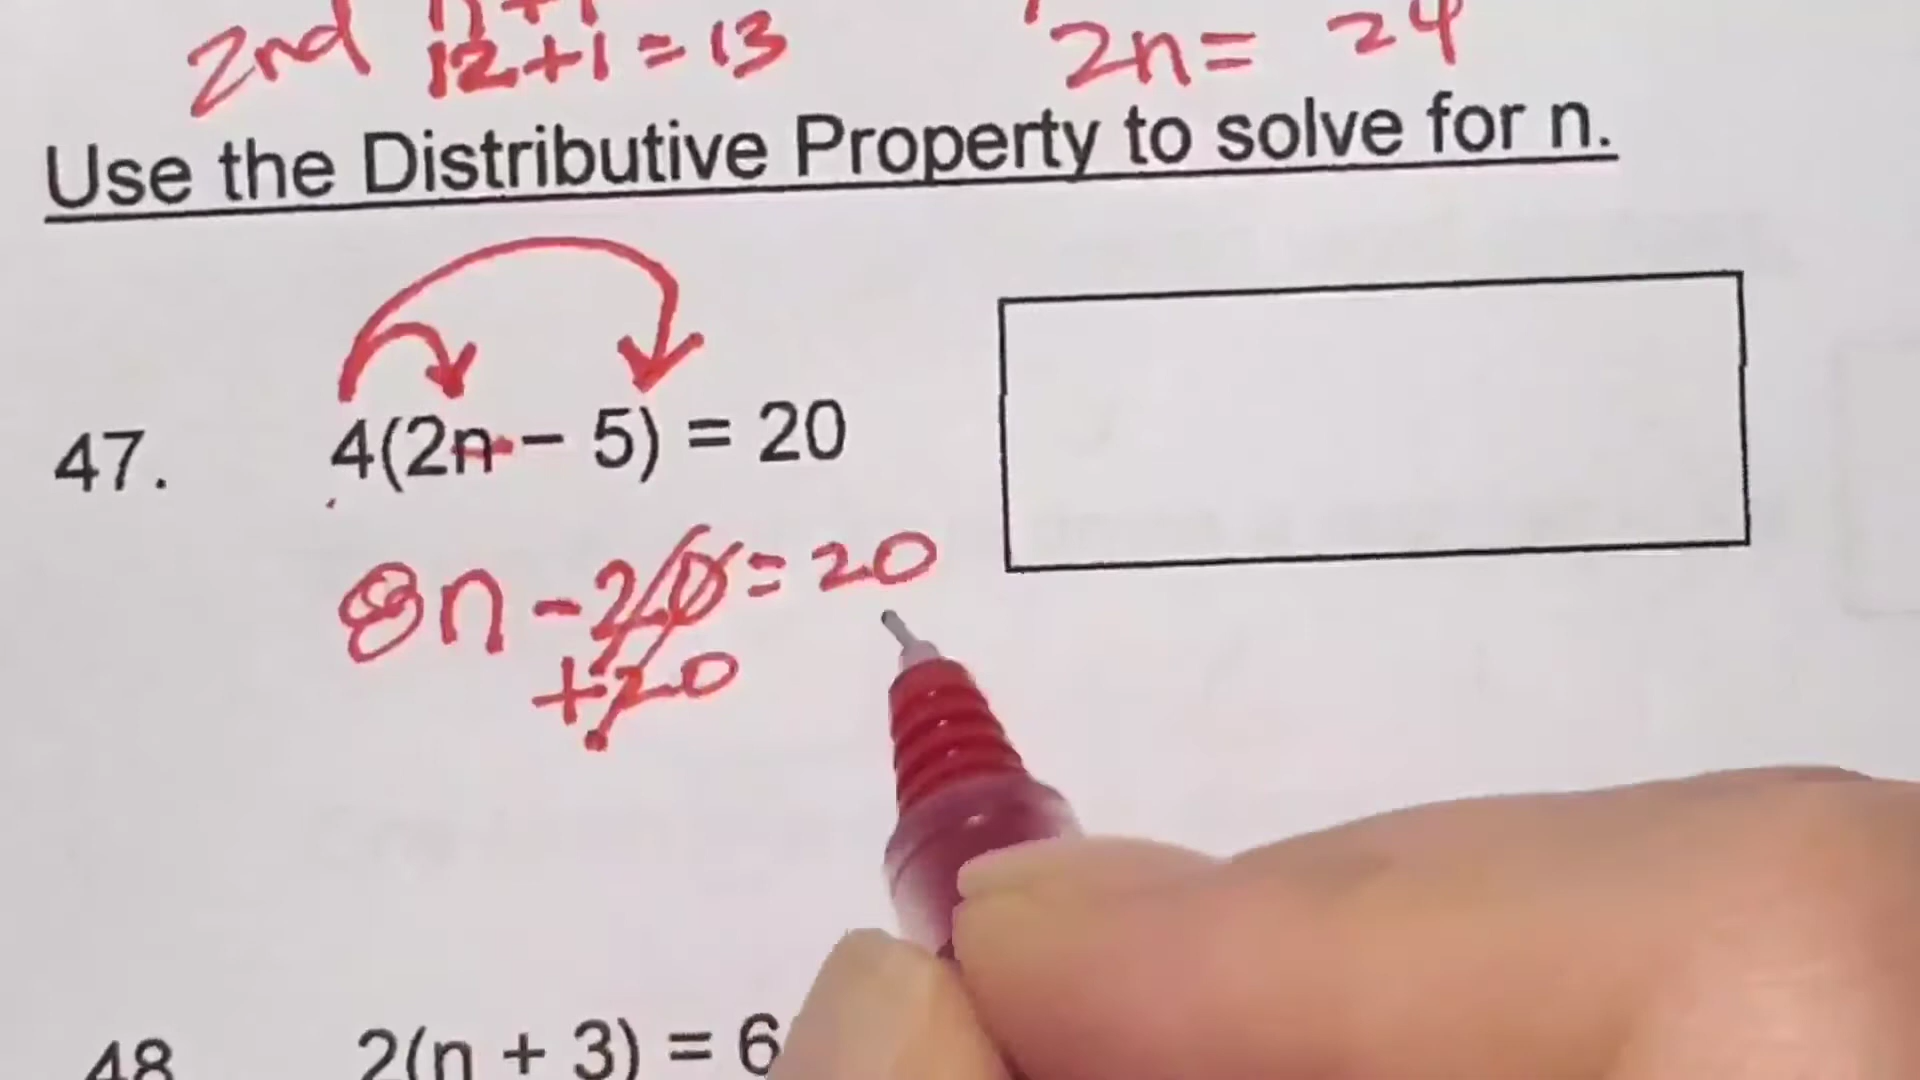 2nd n+1
12+1=13 2n= 24
Use the Distributive Property to solve for n.
47. 4(2n - 5) = 20
8n -20=20
+20
48 2(n + 3) = 6